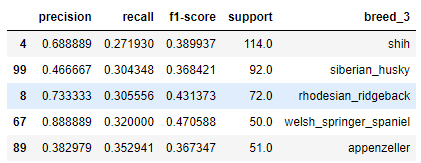 precision recall f1-score support breed_3
4 0.688889 0.271930 0.389937 114.0 shih
99 0.466667 0.304348 0.368421 92.0 siberian_husky
8 0.733333 0.305556 0.431373 72.0 rhodesian_ridgeback
67 0.888889 0.320000 0.470588 50.0 welsh_springer_spaniel
89 0.382979 0.352941 0.367347 51.0 appenzeller